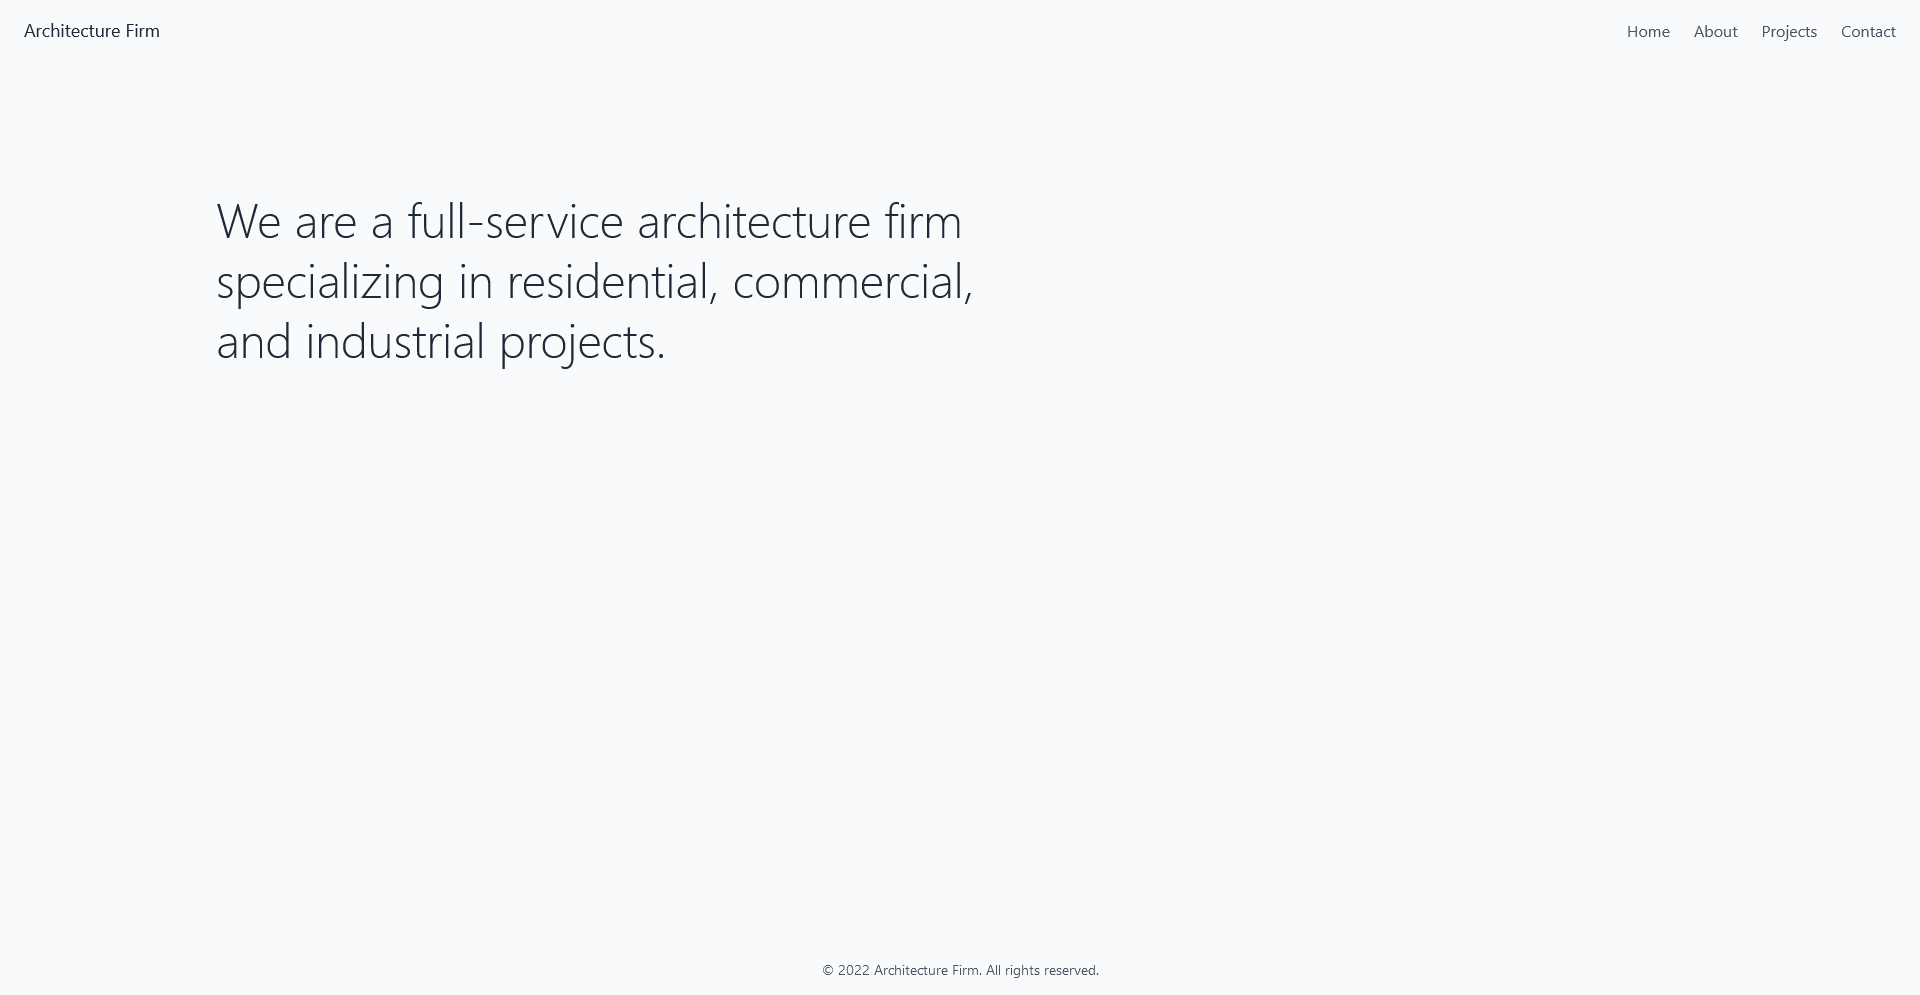 Architecture Firm
Home About Projects Contact
We are a full-service architecture firm
specializing in residential, commercial,
and industrial projects.
© 2022 Architecture Firm. All rights reserved.